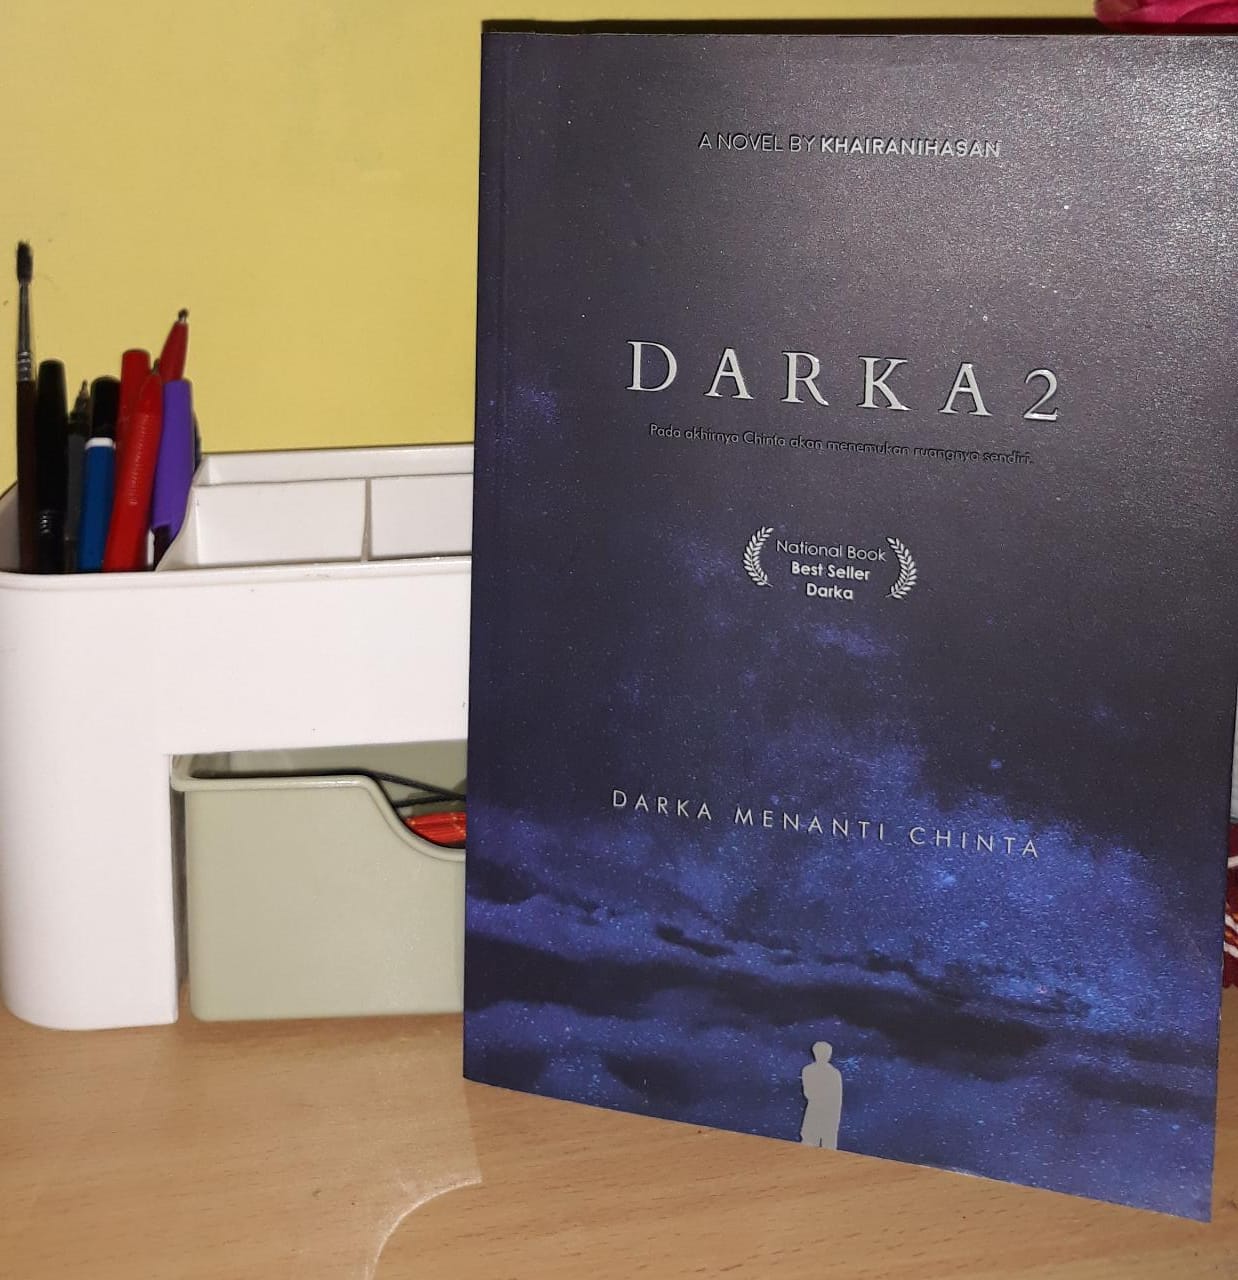 A NOVEL BY KHAIRANIHASAN
DARKA 2
Pada akhirnya Chinta akan menemukan ruangnya sendiri.
National Book
Best Seller
Darka
DARKA MENANTI CHINTA